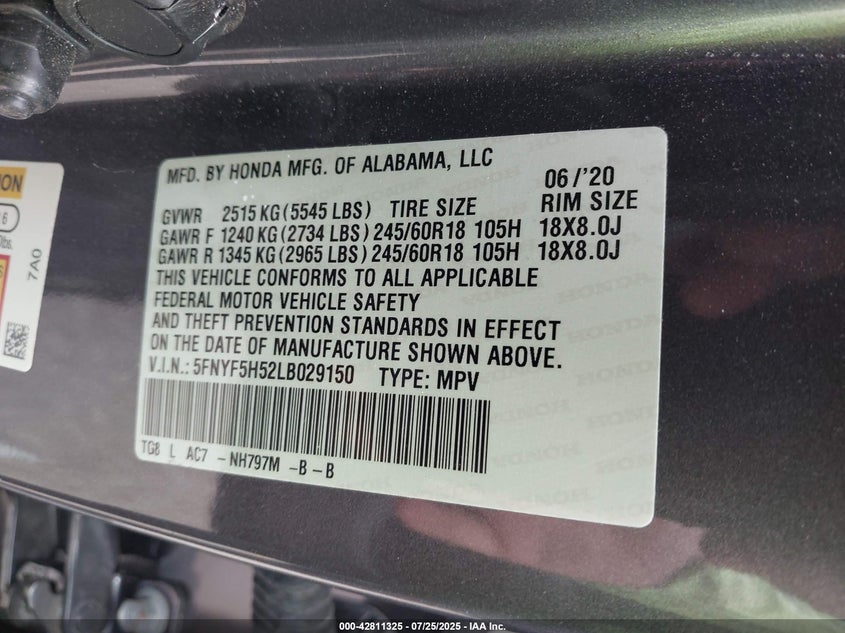 MFD. BY HONDA MFG. OF ALABAMA, LLC
06 /'20
GVWR 2515 KG (5545 LBS) TIRE SIZE RIM SIZE
GAWR F 1240 KG (2734 LBS) 245/60R18 105H 18X8.0J
GAWR R 1345 KG (2965 LBS) 245/60R18 105H 18X8.0J
THIS VEHICLE CONFORMS TO ALL APPLICABLE
FEDERAL MOTOR VEHICLE SAFETY
AND THEFT PREVENTION STANDARDS IN EFFECT
ON THE DATE OF MANUFACTURE SHOWN ABOVE.
V.I.N.: 5FNYF5H52LB029150 TYPE: MPV
TG8 L AC7 - NH797M - B - B
7A0
000-42811325 | 07/25/2025 - IAA Inc.